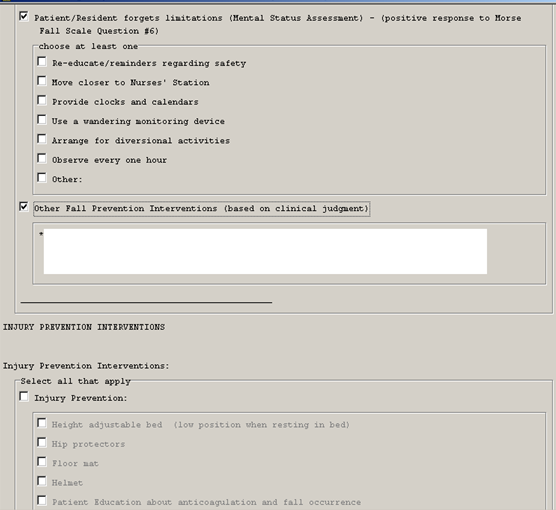 Patient/Resident forgets limitations (Mental Status Assessment) - (positive response to Morse
Fall Scale Question #6)
choose at least one
Re-educate/reminders regarding safety
Move closer to Nurses' Station
Provide clocks and calendars
Use a wandering monitoring device
Arrange for diversional activities
Observe every one hour
Other:
Other Fall Prevention Interventions (based on clinical judgment)
*
INJURY PREVENTION INTERVENTIONS
Injury Prevention Interventions:
Select all that apply
Injury Prevention:
Height adjustable bed (low position when resting in bed)
Hip protectors
Floor mat
Helmet
Patient Education about anticoagulation and fall occurrence